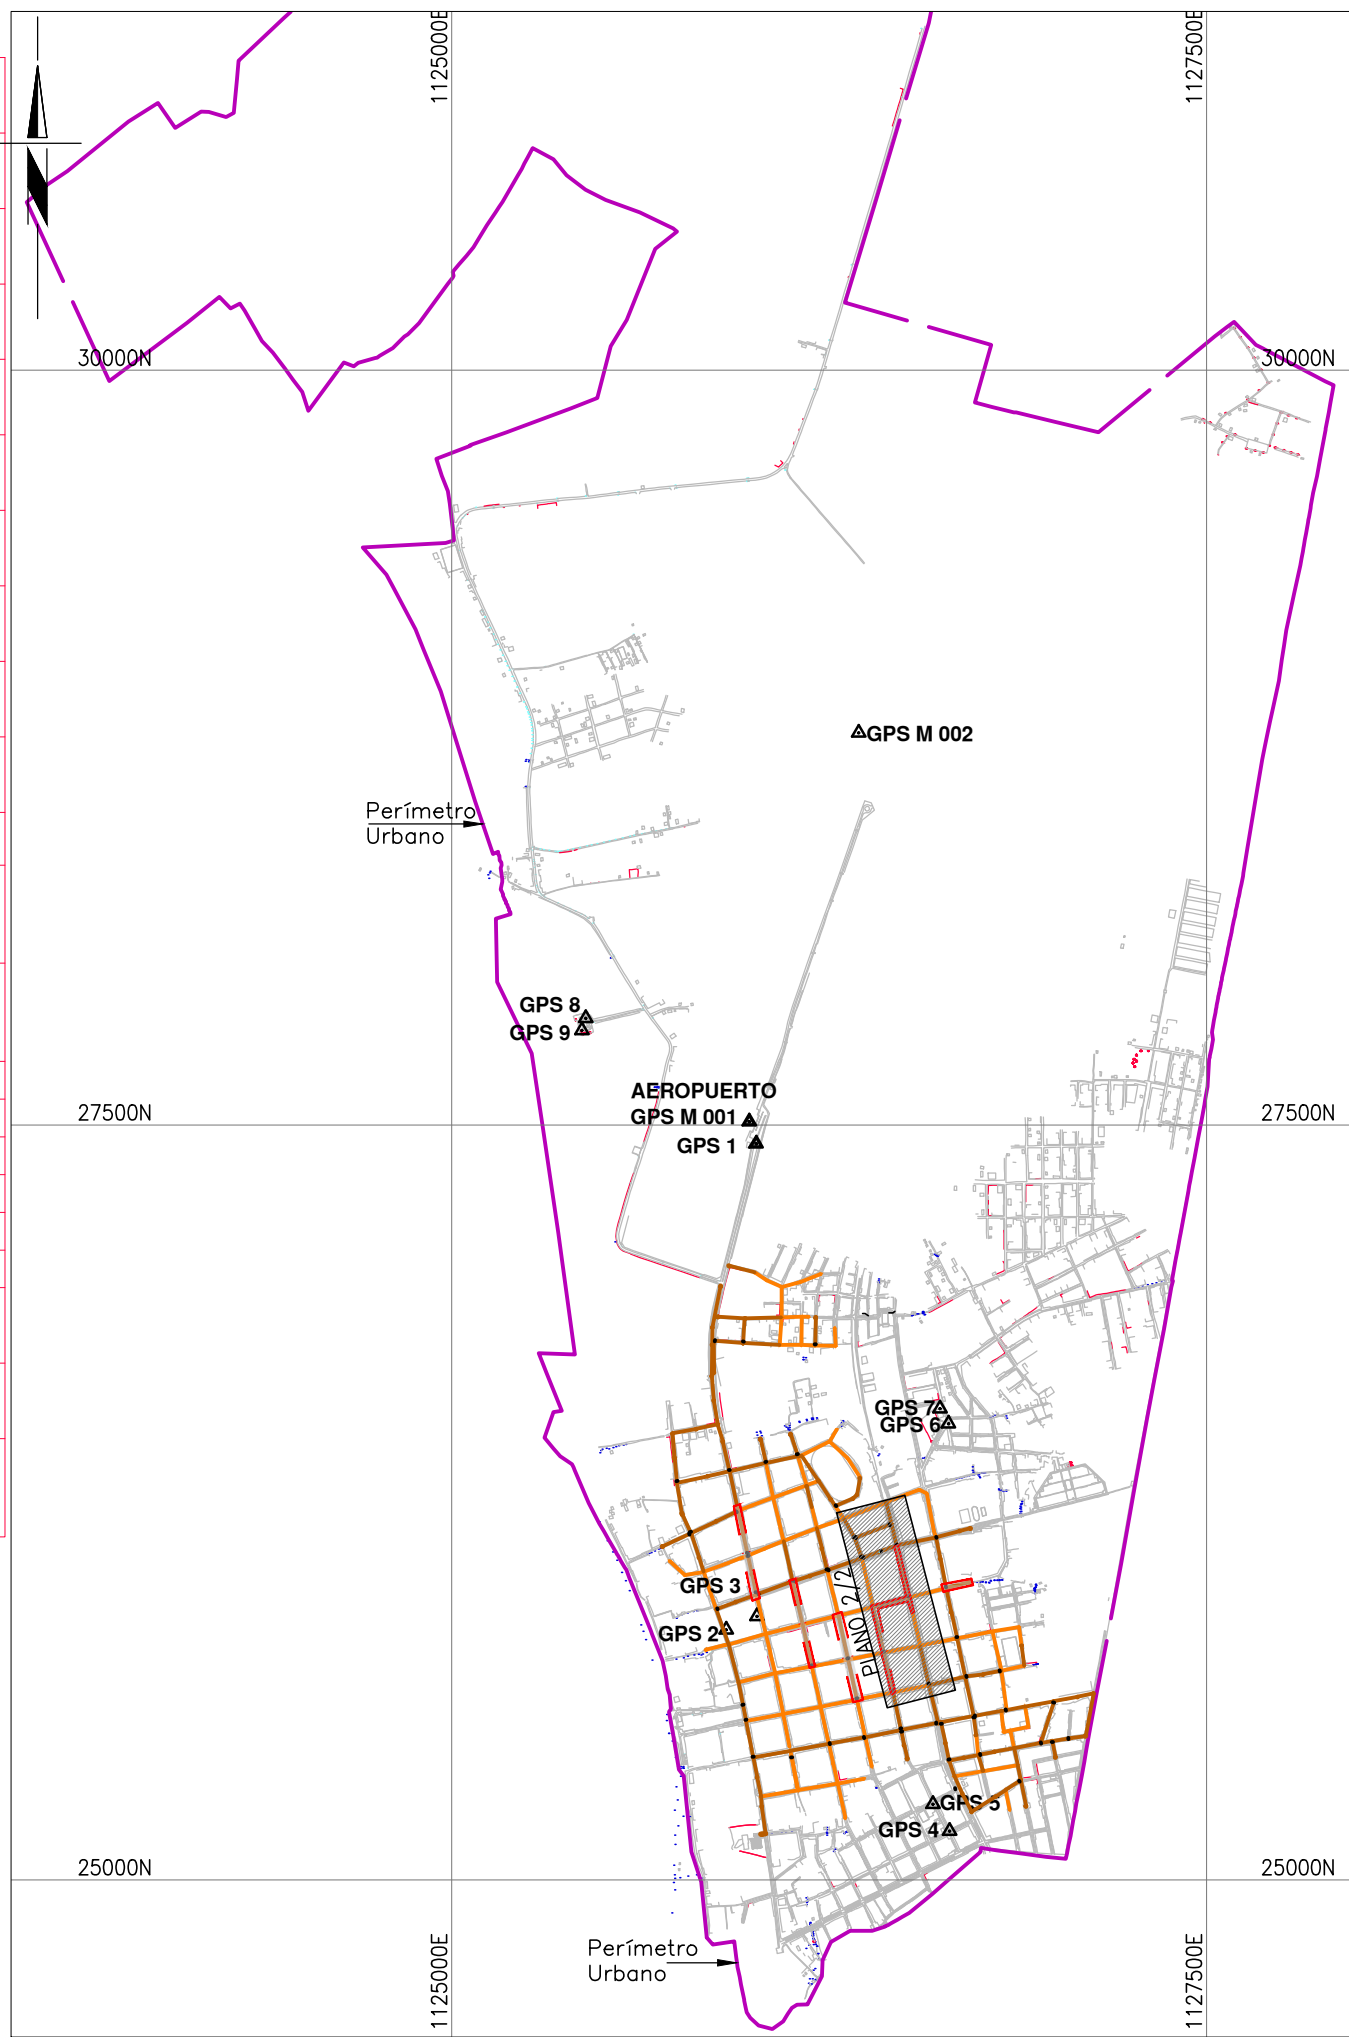 1125000E
1127500E
30000N
30000N
GPS M 002
Perímetro
Urbano
GPS 8
GPS 9
AEROPUERTO
GPS M 001
GPS 1
27500N
27500N
GPS 7
GPS 6
GPS 3
GPS 2
PLANO 2/2
GPS 5
GPS 4
25000N
25000N
Perímetro
Urbano
1125000E
1127500E